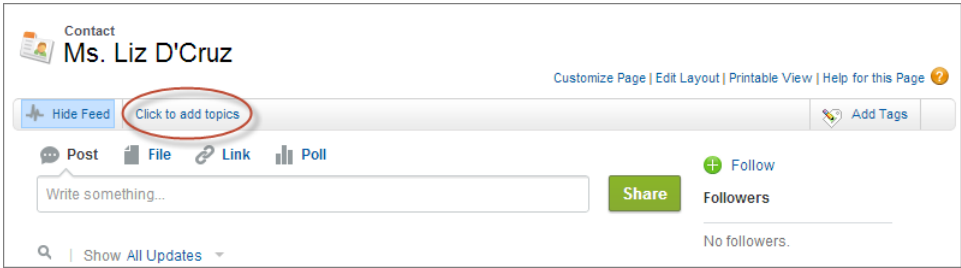 Contact
Ms. Liz D'Cruz
Customize Page | Edit Layout | Printable View | Help for this Page ?
Hide Feed Click to add topics Add Tags
Post File Link Poll
Follow
Write something... Share
Followers
No followers.
Show All Updates